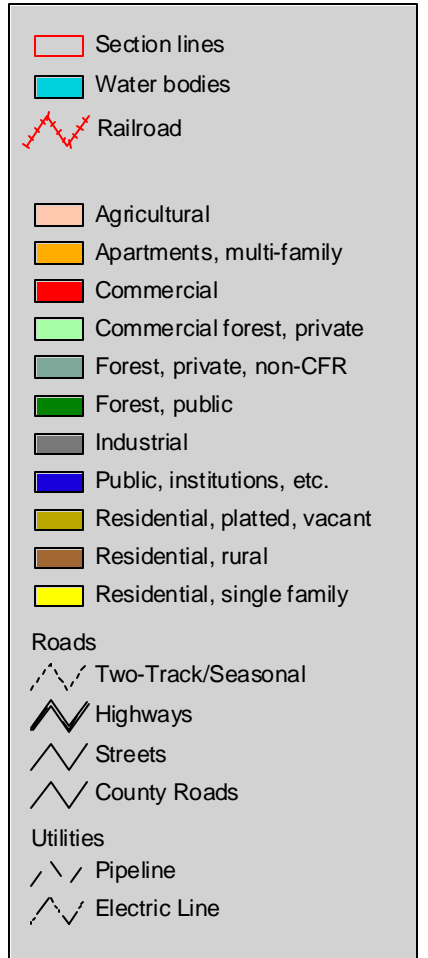 Section lines
Water bodies
Railroad
Agricultural
Apartments, multi-family
Commercial
Commercial forest, private
Forest, private, non-CFR
Forest, public
Industrial
Public, institutions, etc.
Residential, platted, vacant
Residential, rural
Residential, single family
Roads
Two-Track/Seasonal
Highways
Streets
County Roads
Utilities
Pipeline
Electric Line